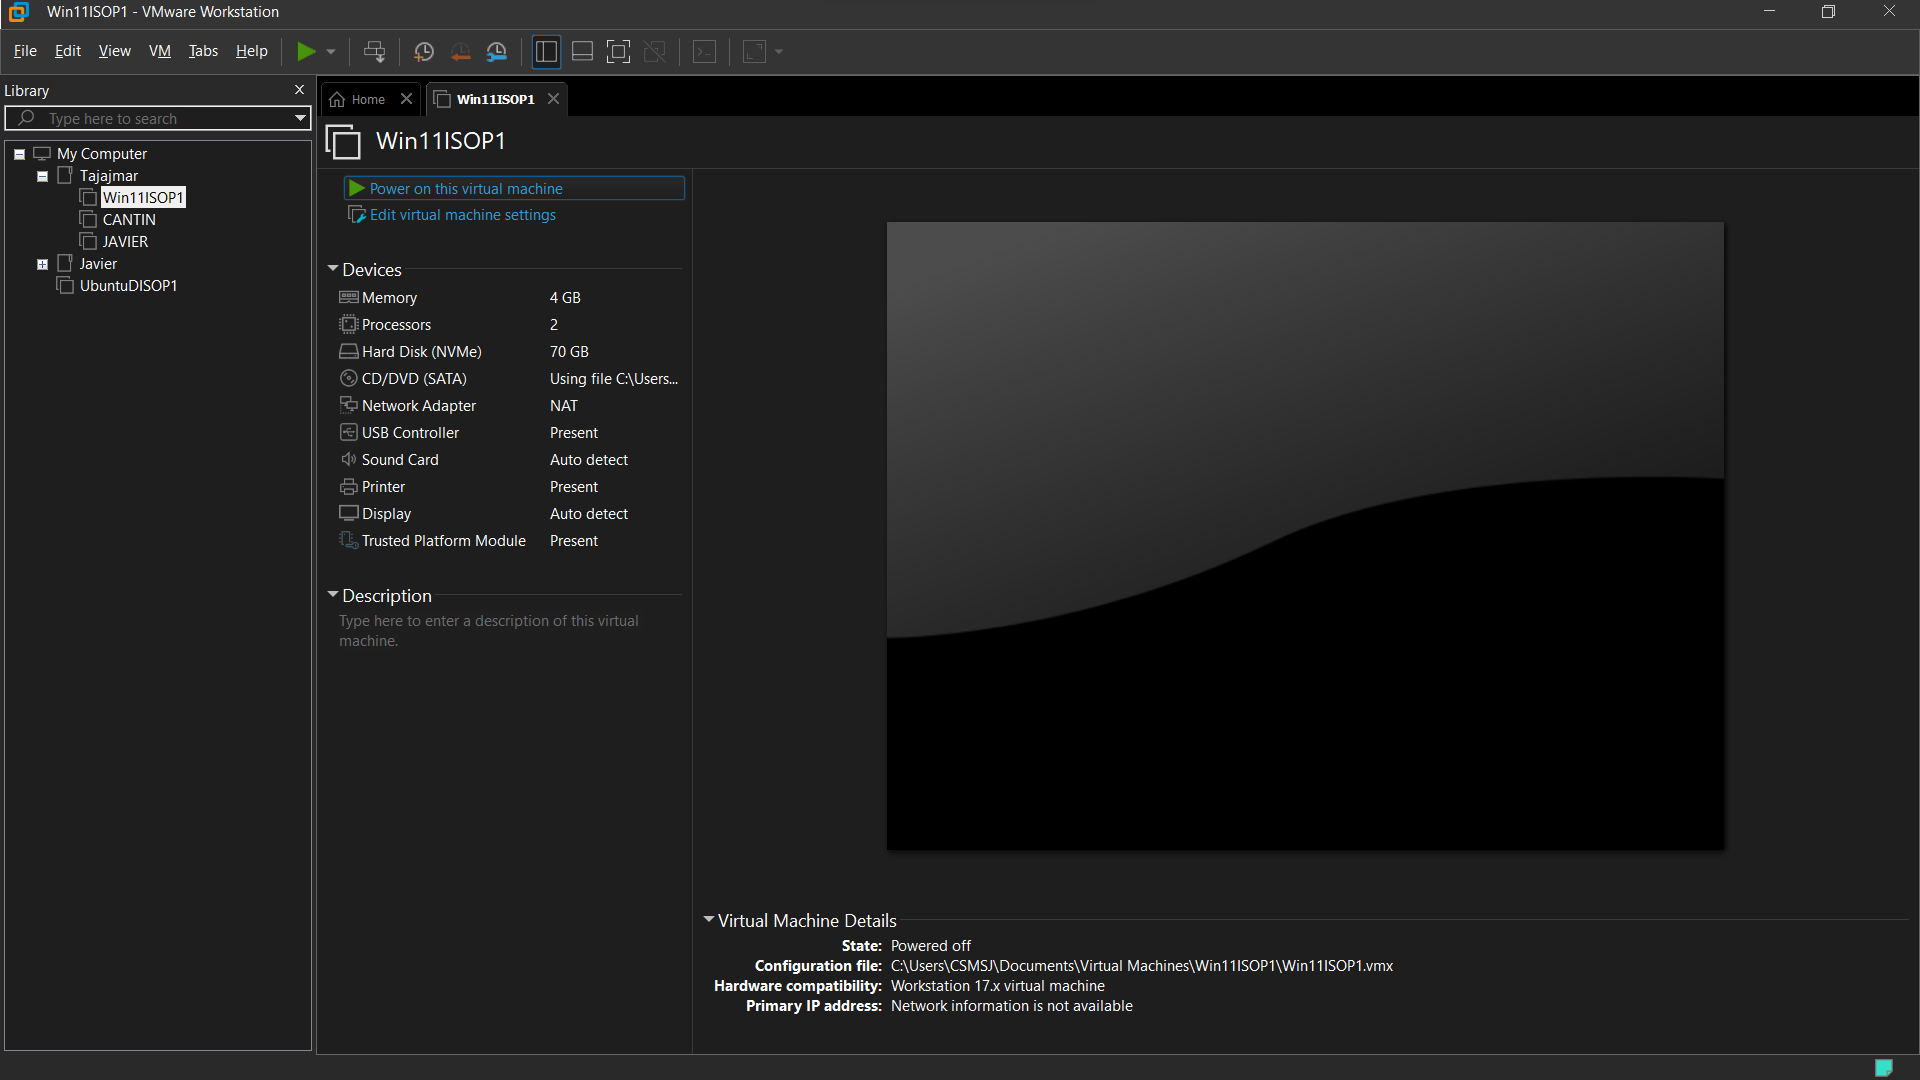 Win11ISOP1 - VMware Workstation
File Edit View VM Tabs Help
Library
Type here to search
My Computer
Tajajmar
Win11ISOP1
CANTIN
JAVIER
Javier
UbuntuDISOP1
Home
Win11ISOP1
Win11ISOP1
Power on this virtual machine
Edit virtual machine settings
Devices
Memory 4 GB
Processors 2
Hard Disk (NVMe) 70 GB
CD/DVD (SATA) Using file C:\Users...
Network Adapter NAT
USB Controller Present
Sound Card Auto detect
Printer Present
Display Auto detect
Trusted Platform Module Present
Description
Type here to enter a description of this virtual
machine.
Virtual Machine Details
State: Powered off
Configuration file: C:\Users\CSMSJ\Documents\Virtual Machines\Win11ISOP1\Win11ISOP1.vmx
Hardware compatibility: Workstation 17.x virtual machine
Primary IP address: Network information is not available